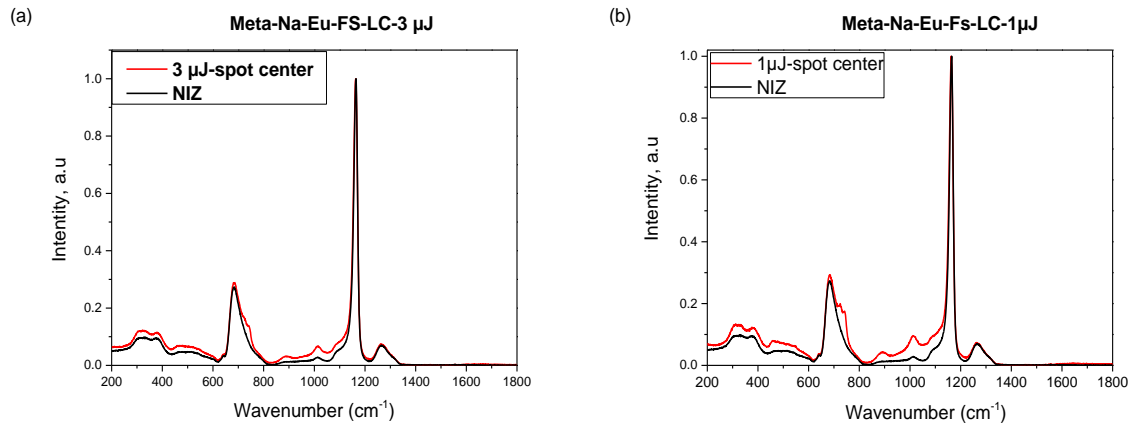 (a)
Meta-Na-Eu-FS-LC-3 µJ
3 µJ-spot center
NIZ
1.0
0.8
0.6
0.4
0.2
0.0
Intentity, a.u
200 400 600 800 1000 1200 1400 1600 1800
Wavenumber (cm⁻¹)
(b)
Meta-Na-Eu-Fs-LC-1µJ
1µJ-spot center
NIZ
1.0
0.8
0.6
0.4
0.2
0.0
Intentity, a.u
200 400 600 800 1000 1200 1400 1600 1800
Wavenumber (cm⁻¹)